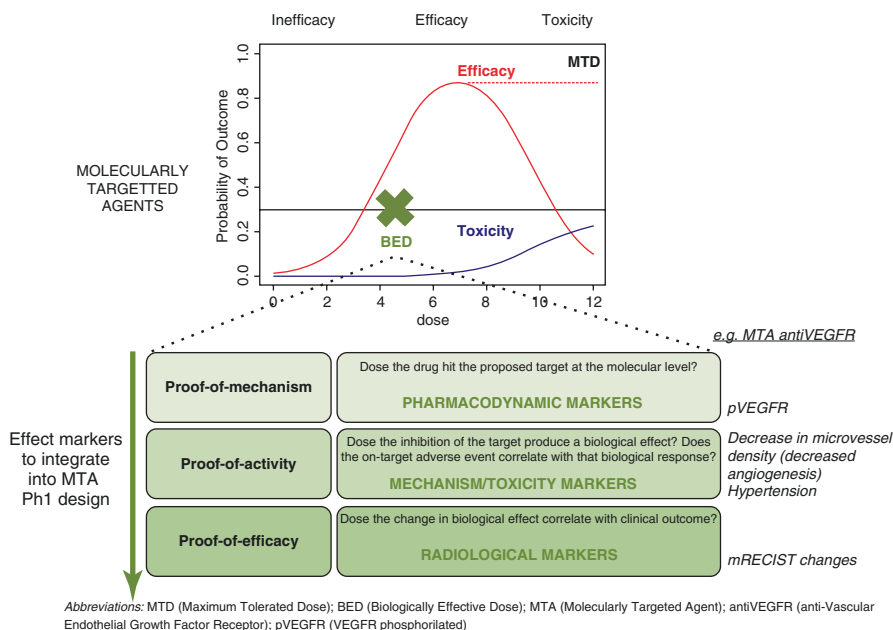 Inefficacy Efficacy Toxicity
MTD
Efficacy
1.0
0.8
0.6
0.4
0.2
0.0
Probability of Outcome
MOLECULARLY
TARGETTED
AGENTS
BED
Toxicity
0 2 4 6 8 10 12
dose
e.g. MTA antiVEGFR
Effect markers
to integrate
into MTA
Ph1 design
Proof-of-mechanism
Dose the drug hit the proposed target at the molecular level?
PHARMACODYNAMIC MARKERS
pVEGFR
Proof-of-activity
Dose the inhibition of the target produce a biological effect? Does
the on-target adverse event correlate with that biological response?
MECHANISM/TOXICITY MARKERS
Decrease in microvessel
density (decreased
angiogenesis)
Hypertension
Proof-of-efficacy
Dose the change in biological effect correlate with clinical outcome?
RADIOLOGICAL MARKERS
mRECIST changes
Abbreviations: MTD (Maximum Tolerated Dose); BED (Biologically Effective Dose); MTA (Molecularly Targeted Agent); antiVEGFR (anti-Vascular
Endothelial Growth Factor Receptor); pVEGFR (VEGFR phosphorilated)